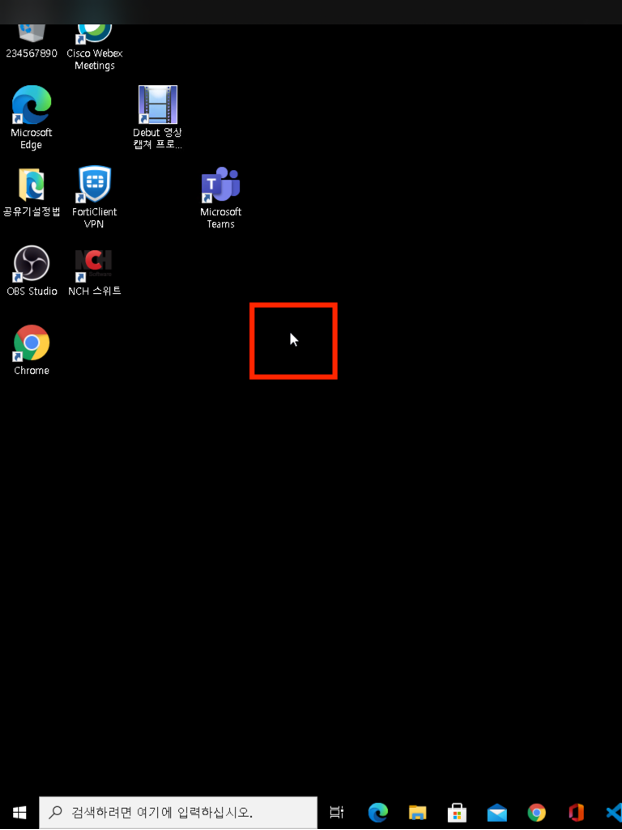 234567890
Cisco Webex
Meetings
Microsoft
Edge
Debut 영상
캡쳐 프로...
공유기설정법
FortiClient
VPN
Microsoft
Teams
OBS Studio
NCH 스위트
Chrome
검색하려면 여기에 입력하십시오.